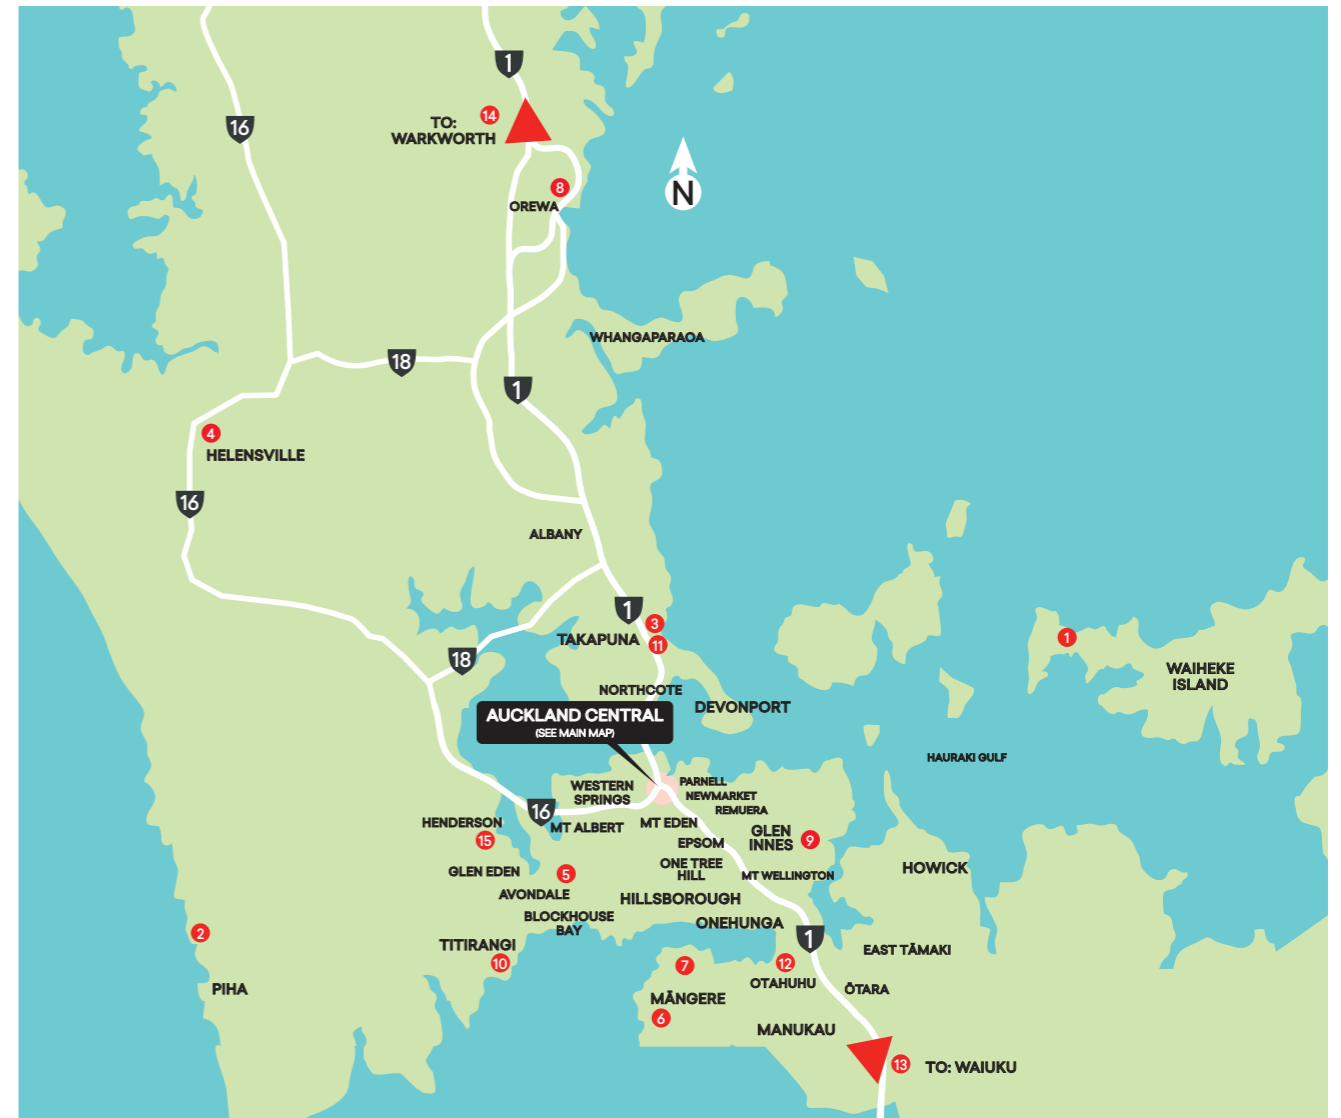 1
14
TO:
WARKWORTH
16
8
OREWA
N
WHANGAPARAOA
18
1
4
HELENSVILLE
16
ALBANY
1
3
TAKAPUNA
11
1
18
WAIHEKE
ISLAND
NORTHCOTE
DEVONPORT
AUCKLAND CENTRAL
(SEE MAIN MAP)
HAURAKI GULF
WESTERN
SPRINGS
PARNELL
NEWMARKET
REMUERA
16
HENDERSON
15
MT ALBERT
MT EDEN
EPSOM
GLEN
INNES
9
GLEN EDEN
5
AVONDALE
ONE TREE
HILL
MT WELLINGTON
HOWICK
HILLSBOROUGH
BLOCKHOUSE
BAY
ONEHUNGA
1
2
TITIRANGI
10
EAST TĀMAKI
7
12
OTAHUHU
ŌTARA
PIHA
MĀNGERE
6
MANUKAU
13
TO: WAIUKU